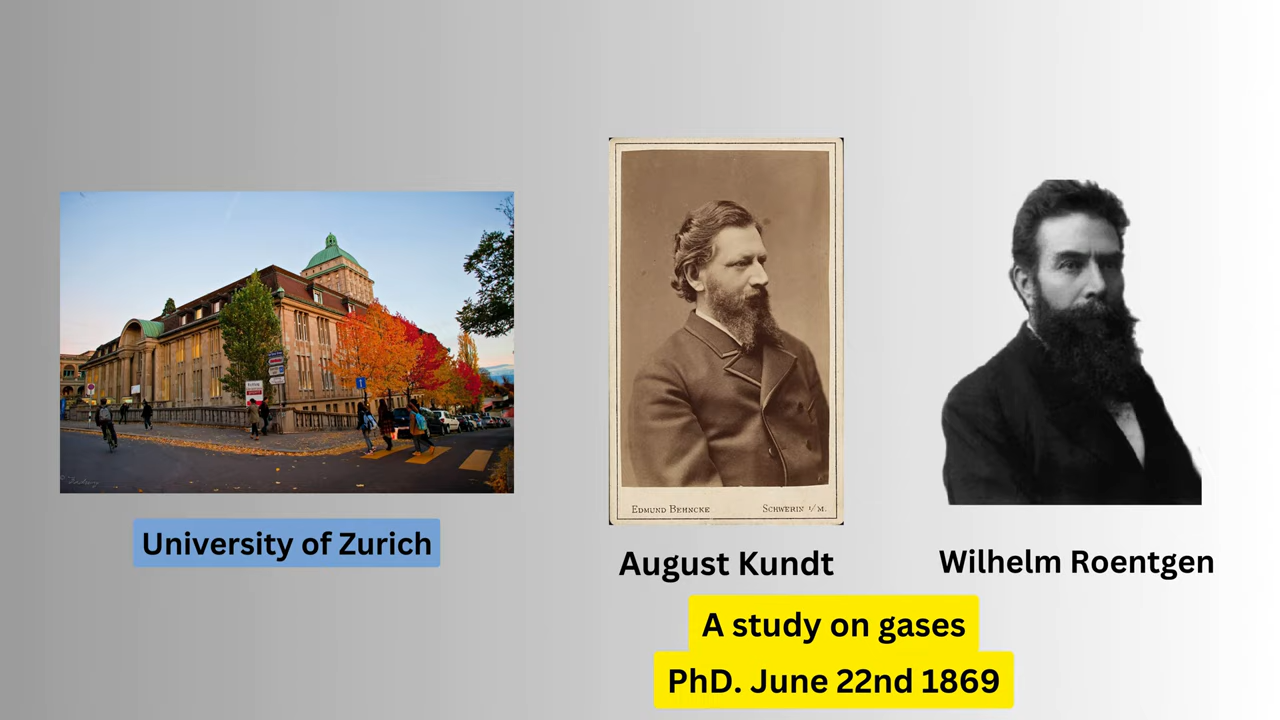 EDMUND BEHNCKE SCHWERIN i/M.
University of Zurich
August Kundt
Wilhelm Roentgen
A study on gases
PhD. June 22nd 1869